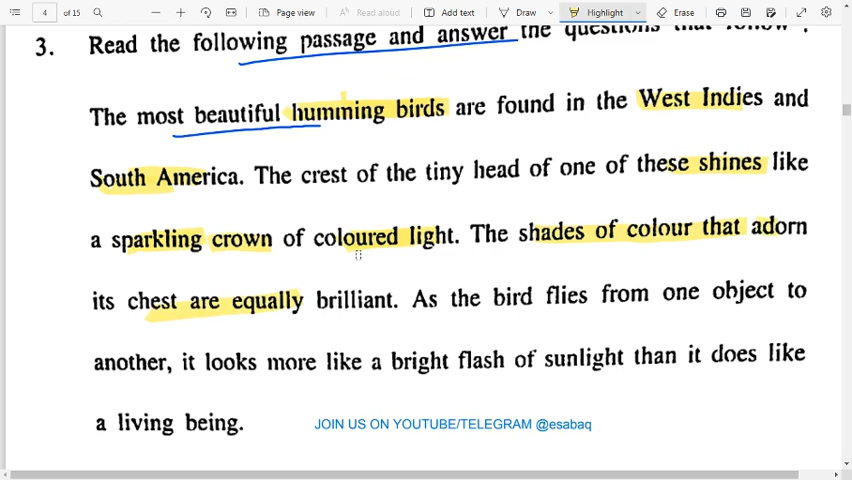 4 of 15
Page view
Read aloud
Add text
Draw
Highlight
Erase
3. Read the following passage and answer the questions that follow :
The most beautiful humming birds are found in the West Indies and
South America. The crest of the tiny head of one of these shines like
a sparkling crown of coloured light. The shades of colour that adorn
its chest are equally brilliant. As the bird flies from one object to
another, it looks more like a bright flash of sunlight than it does like
a living being.
JOIN US ON YOUTUBE/TELEGRAM @esabaq